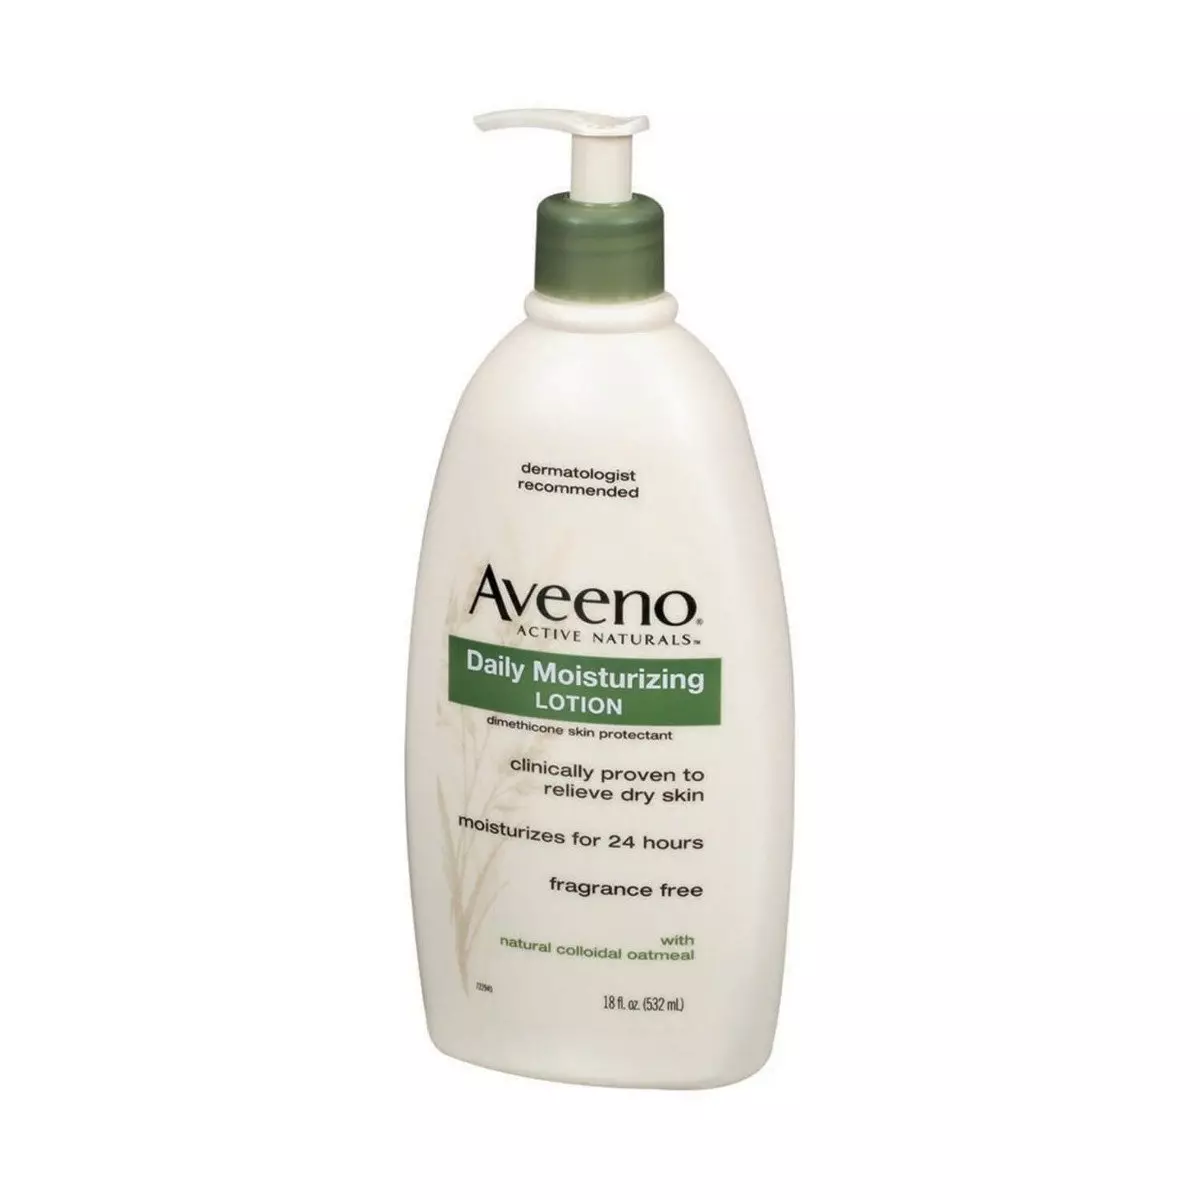 dermatologist
recommended
Aveeno®
ACTIVE NATURALS™
Daily Moisturizing
LOTION
dimethicone skin protectant
clinically proven to
relieve dry skin
moisturizes for 24 hours
fragrance free
with
natural colloidal oatmeal
18 fl. oz. (532 mL)